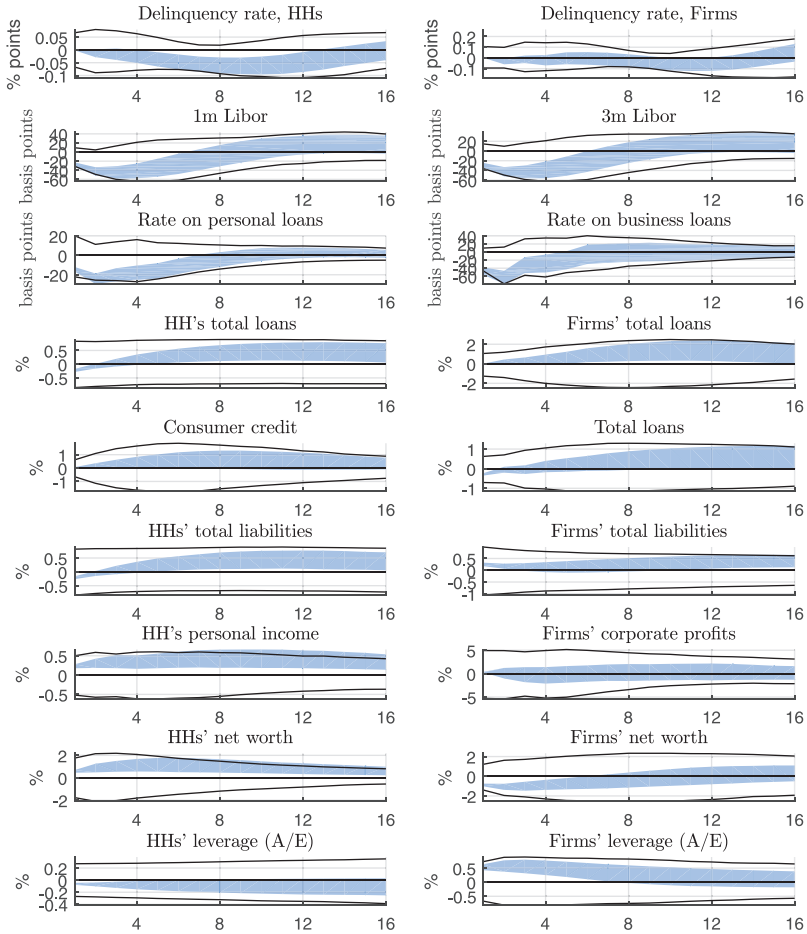 Delinquency rate, HHs
% points
0.05
0
-0.05
-0.1
4 8 12 16
Delinquency rate, Firms
% points
0.2
0.1
0
-0.1
4 8 12 16
1m Libor
basis points
40
20
0
-20
-40
-60
4 8 12 16
3m Libor
basis points
40
20
0
-20
-40
-60
4 8 12 16
Rate on personal loans
basis points
20
0
-20
4 8 12 16
Rate on business loans
basis points
40
20
0
-20
-40
-60
4 8 12 16
HH's total loans
%
0.5
0
-0.5
4 8 12 16
Firms' total loans
%
2
0
-2
4 8 12 16
Consumer credit
%
1
0
-1
4 8 12 16
Total loans
%
1
0
-1
4 8 12 16
HHs' total liabilities
%
0.5
0
-0.5
4 8 12 16
Firms' total liabilities
%
0.5
0
-0.5
-1
4 8 12 16
HH's personal income
%
0.5
0
-0.5
4 8 12 16
Firms' corporate profits
%
5
0
-5
4 8 12 16
HHs' net worth
%
2
0
-2
4 8 12 16
Firms' net worth
%
2
0
-2
4 8 12 16
HHs' leverage (A/E)
%
0.2
0
-0.2
-0.4
4 8 12 16
Firms' leverage (A/E)
%
0.5
0
-0.5
4 8 12 16